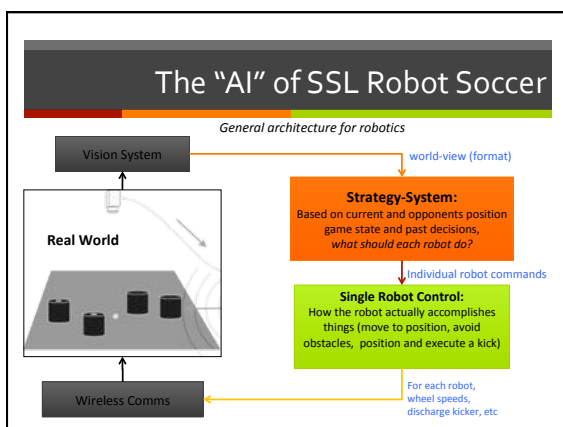 The “AI” of SSL Robot Soccer
General architecture for robotics
Vision System
world-view (format)
Strategy-System:
Based on current and opponents position
game state and past decisions,
what should each robot do?
Real World
Individual robot commands
Single Robot Control:
How the robot actually accomplishes
things (move to position, avoid
obstacles, position and execute a kick)
Wireless Comms
For each robot,
wheel speeds,
discharge kicker, etc